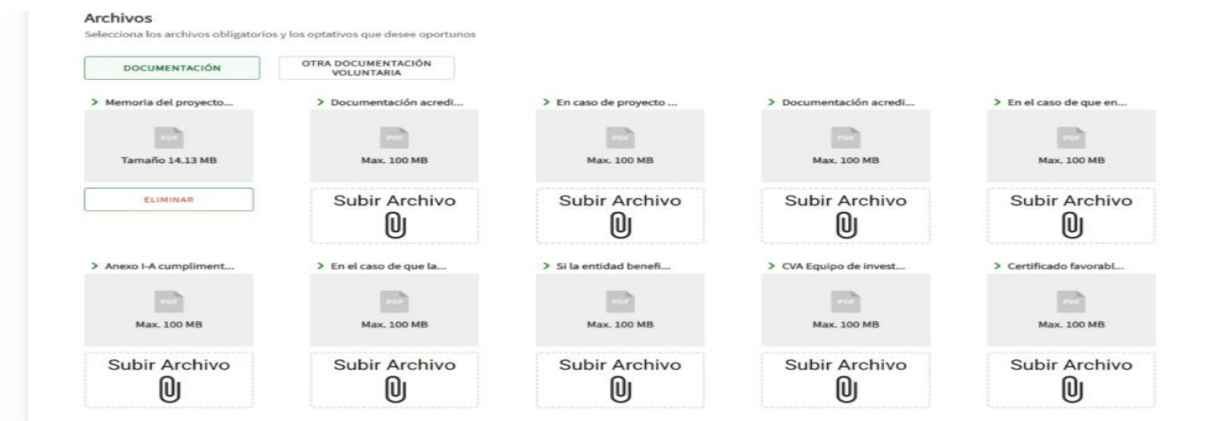 Archivos
Selecciona los archivos obligatorios y los optativos que desee oportunos
DOCUMENTACIÓN
OTRA DOCUMENTACIÓN
VOLUNTARIA
Memoria del proyecto...
Documentación acredi...
En caso de proyecto ...
Documentación acredi...
En el caso de que en...
PDF
PDF
PDF
PDF
PDF
Tamaño 14.13 MB
Max. 100 MB
Max. 100 MB
Max. 100 MB
Max. 100 MB
ELIMINAR
Subir Archivo
Subir Archivo
Subir Archivo
Subir Archivo
Anexo I-A cumpliment...
En el caso de que la...
Si la entidad benefi...
CVA Equipo de invest...
Certificado favorabl...
PDF
PDF
PDF
PDF
PDF
Max. 100 MB
Max. 100 MB
Max. 100 MB
Max. 100 MB
Max. 100 MB
Subir Archivo
Subir Archivo
Subir Archivo
Subir Archivo
Subir Archivo